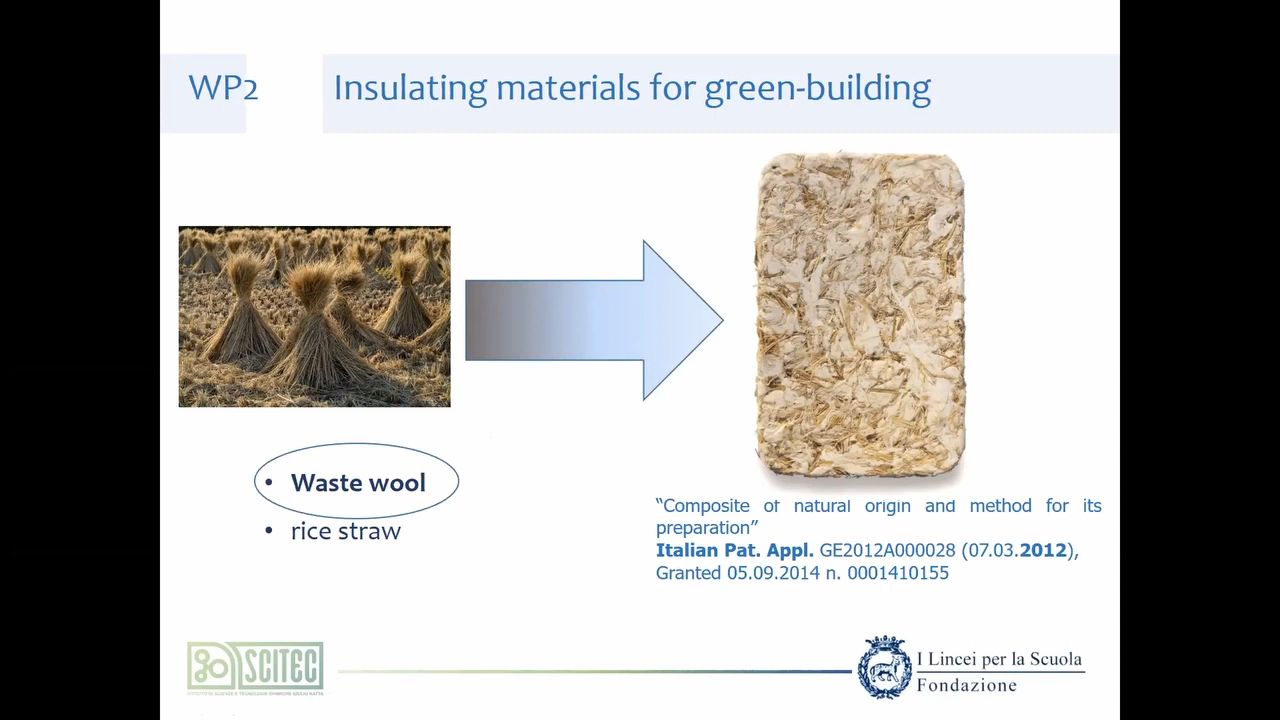 WP2
Insulating materials for green-building
• Waste wool
• rice straw
“Composite of natural origin and method for its
preparation”
Italian Pat. Appl. GE2012A000028 (07.03.2012),
Granted 05.09.2014 n. 0001410155
SCITEC
I Lincei per la Scuola
Fondazione